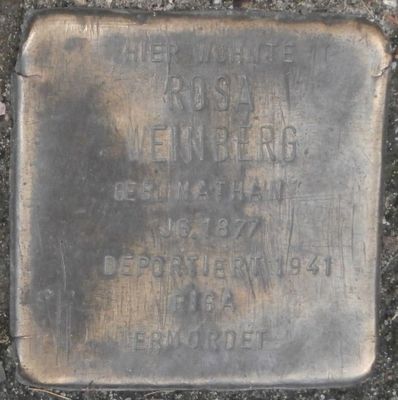 HIER WOHNTE
ROSA
WEINBERG
GEB. NATHAN
JG. 1877
DEPORTIERT 1941
RIGA
ERMORDET